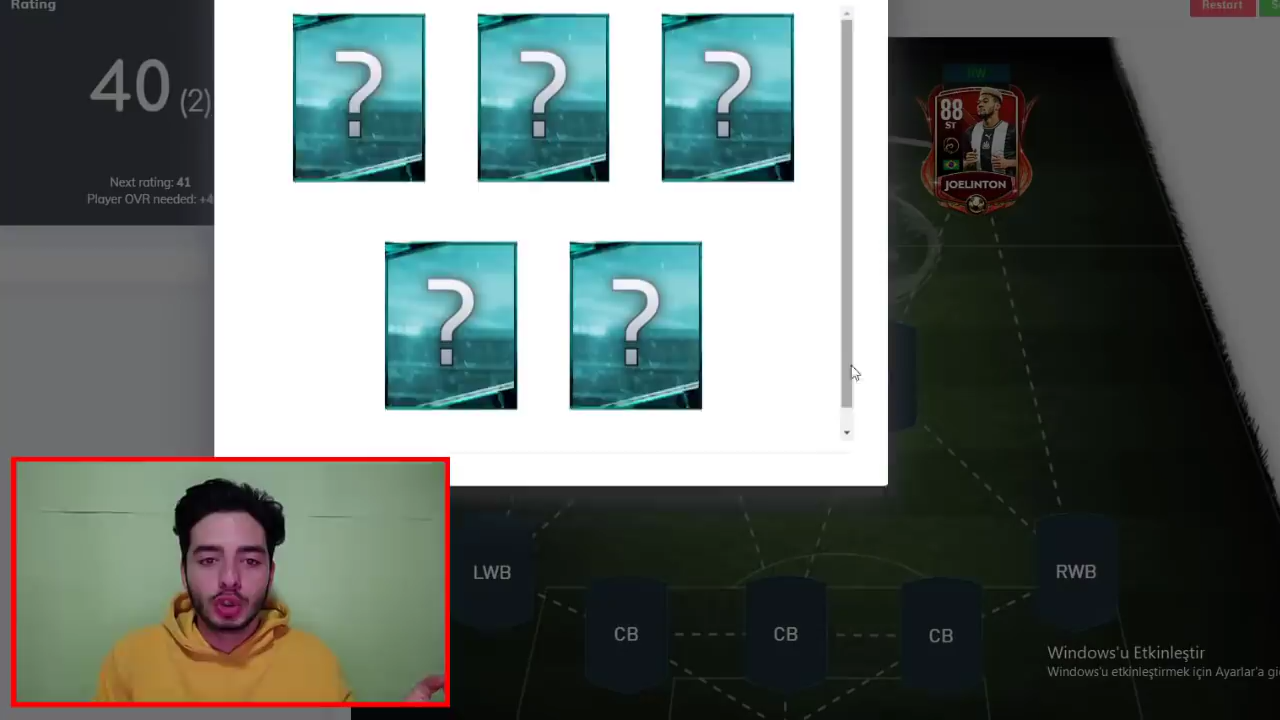 Rating
Restart
40 (2)
Next rating: 41
Player OVR needed: +4
?
?
?
?
?
RW
88
ST
JOELINTON
LWB
RWB
CB
CB
CB
Windows'u Etkinleştir
Windows'u etkinleştirmek için Ayarlar'a